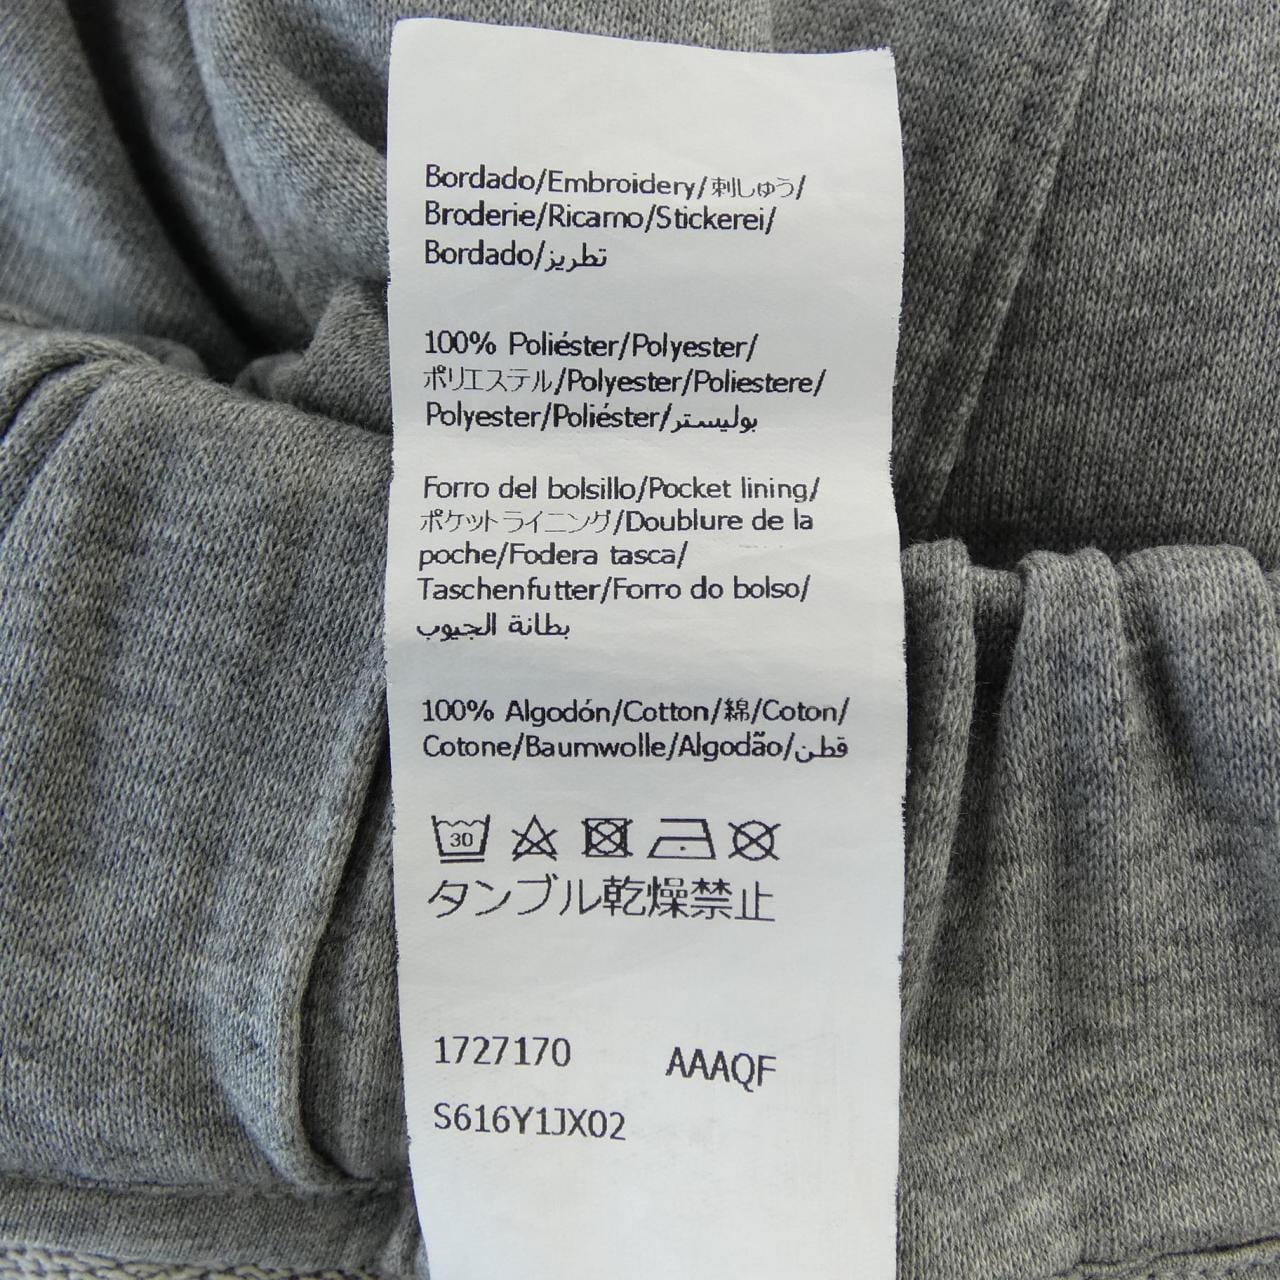 Bordado/Embroidery/刺しゅう/
Broderie/Ricamo/Stickerei/
Bordado/تطريز
100% Poliéster/Polyester/
ポリエステル/Polyester/Poliestere/
Polyester/Poliéster/بوليستر
Forro del bolsillo/Pocket lining/
ポケットライニング/Doublure de la
poche/Fodera tasca/
Taschenfutter/Forro do bolso/
بطانة الجيوب
100% Algodón/Cotton/綿/Coton/
Cotone/Baumwolle/Algodão/قطن
30
タンブル乾燥禁止
1727170 AAAQF
S616Y1JX02